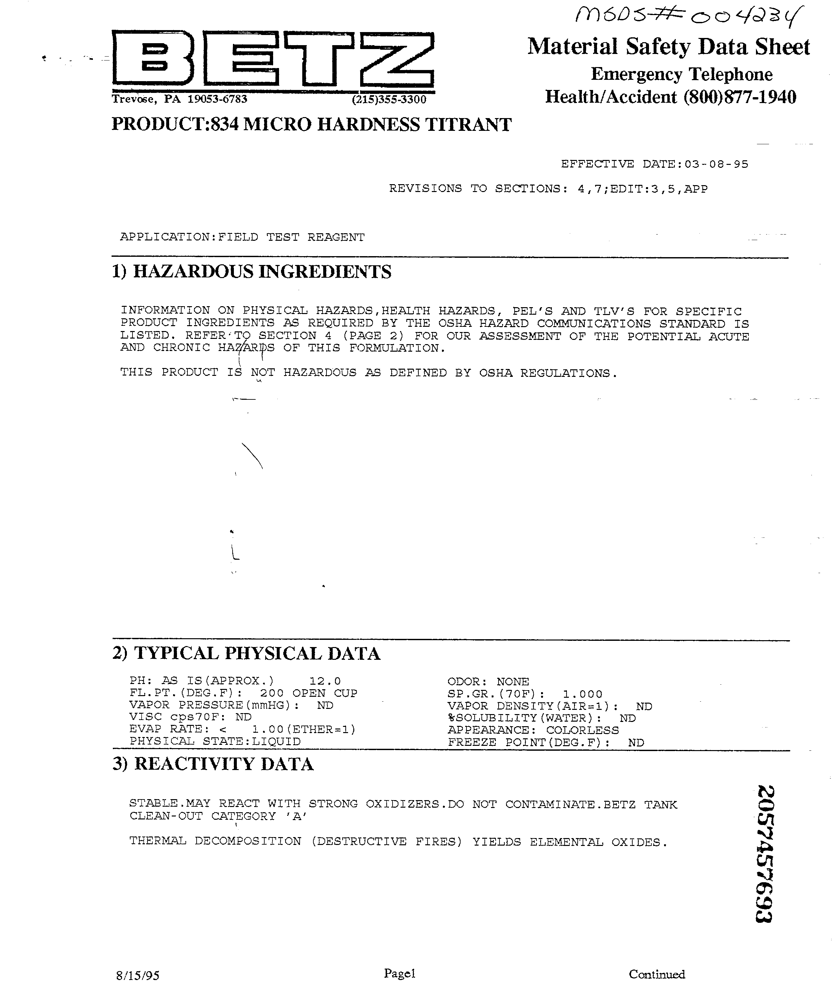 MSDS# 004234
BETZ
Material Safety Data Sheet
Emergency Telephone
Health/Accident (800)877-1940
Trevose, PA 19053-6783 (215)355-3300
PRODUCT:834 MICRO HARDNESS TITRANT
EFFECTIVE DATE:03-08-95
REVISIONS TO SECTIONS: 4,7;EDIT:3,5,APP
APPLICATION:FIELD TEST REAGENT
1) HAZARDOUS INGREDIENTS
INFORMATION ON PHYSICAL HAZARDS,HEALTH HAZARDS, PEL'S AND TLV'S FOR SPECIFIC
PRODUCT INGREDIENTS AS REQUIRED BY THE OSHA HAZARD COMMUNICATIONS STANDARD IS
LISTED. REFER TO SECTION 4 (PAGE 2) FOR OUR ASSESSMENT OF THE POTENTIAL ACUTE
AND CHRONIC HAZARDS OF THIS FORMULATION.
THIS PRODUCT IS NOT HAZARDOUS AS DEFINED BY OSHA REGULATIONS.
2) TYPICAL PHYSICAL DATA
PH: AS IS(APPROX.) 12.0 ODOR: NONE
FL.PT.(DEG.F): 200 OPEN CUP SP.GR.(70F): 1.000
VAPOR PRESSURE(mmHG): ND VAPOR DENSITY(AIR=1): ND
VISC cps70F: ND %SOLUBILITY(WATER): ND
EVAP RATE: < 1.00(ETHER=1) APPEARANCE: COLORLESS
PHYSICAL STATE:LIQUID FREEZE POINT(DEG.F): ND
3) REACTIVITY DATA
STABLE.MAY REACT WITH STRONG OXIDIZERS.DO NOT CONTAMINATE.BETZ TANK
CLEAN-OUT CATEGORY 'A'
THERMAL DECOMPOSITION (DESTRUCTIVE FIRES) YIELDS ELEMENTAL OXIDES.
2057457693
8/15/95 Page1 Continued